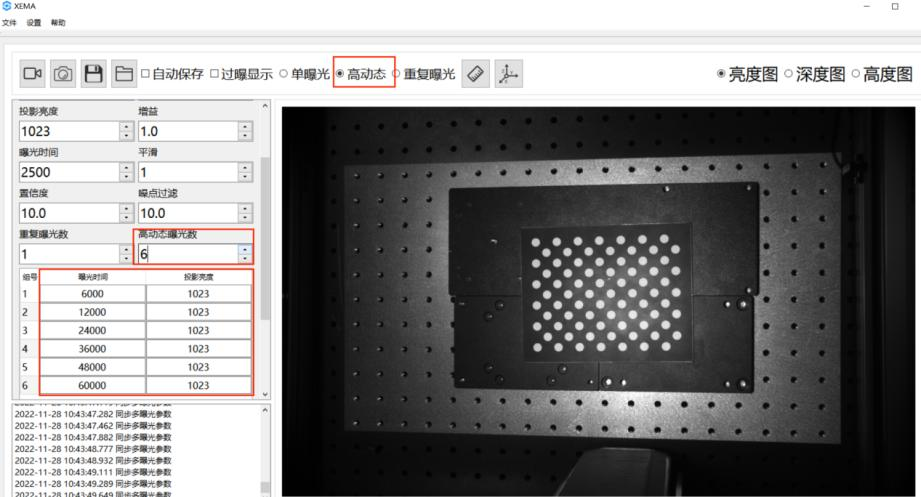 XEMA
文件 设置 帮助
自动保存 过曝显示 单曝光 高动态 重复曝光 亮度图 深度图 高度图
投影亮度 增益
1023 1.0
曝光时间 平滑
2500 1
置信度 噪点过滤
10.0 10.0
重复曝光数 高动态曝光数
1 6
组号 曝光时间 投影亮度
1 6000 1023
2 12000 1023
3 24000 1023
4 36000 1023
5 48000 1023
6 60000 1023
2022-11-28 10:43:47.282 同步多曝光参数
2022-11-28 10:43:47.462 同步多曝光参数
2022-11-28 10:43:47.882 同步多曝光参数
2022-11-28 10:43:48.777 同步多曝光参数
2022-11-28 10:43:48.932 同步多曝光参数
2022-11-28 10:43:49.111 同步多曝光参数
2022-11-28 10:43:49.289 同步多曝光参数
2022-11-28 10:43:49.649 同步多曝光参数